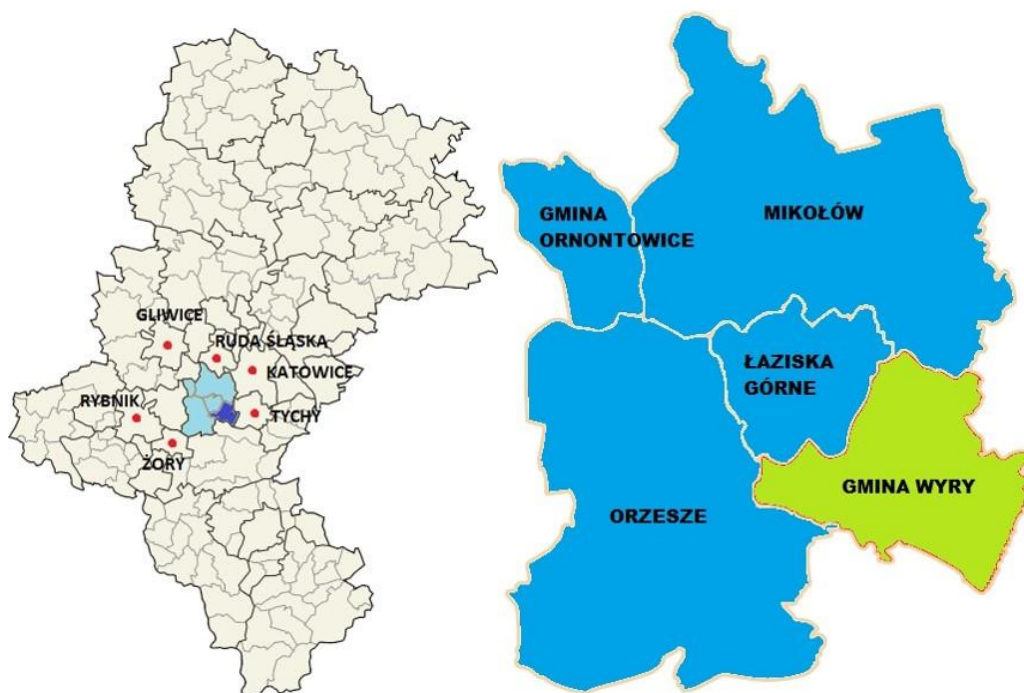 GLIWICE
RUDA ŚLĄSKA
KATOWICE
RYBNIK
TYCHY
ŻORY
GMINA
ORNONTOWICE
MIKOŁÓW
ŁAZISKA
GÓRNE
ORZESZE
GMINA WYRY